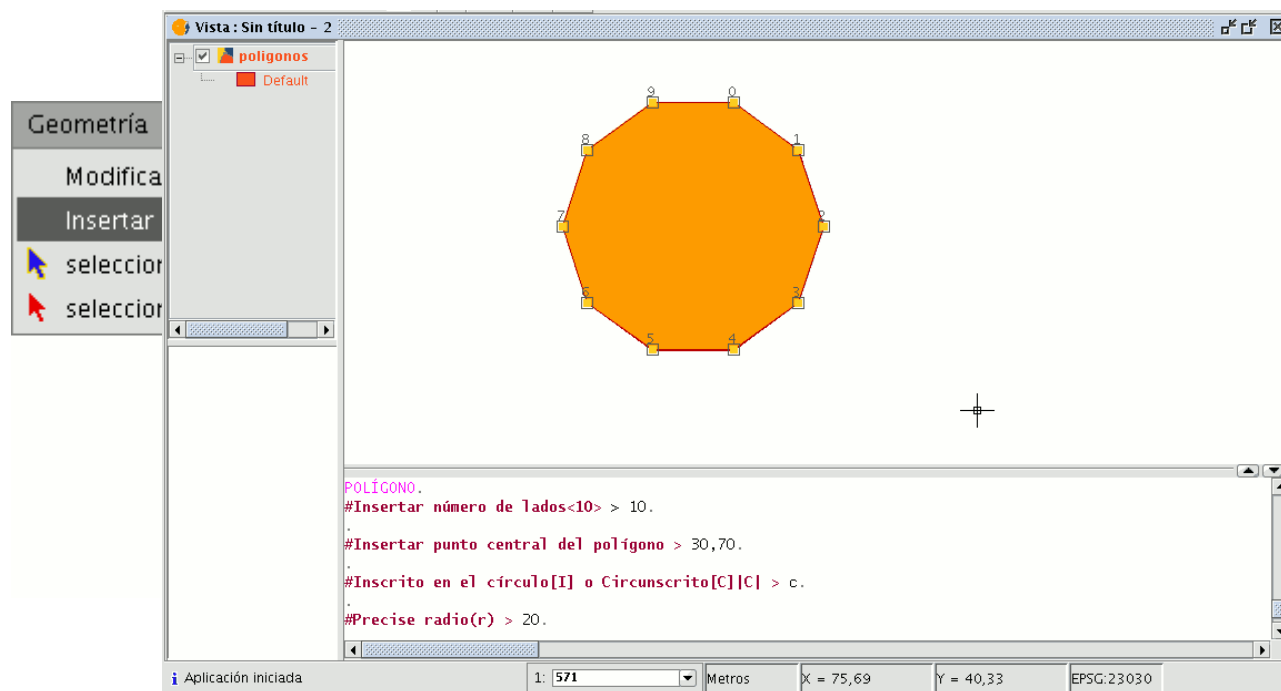 Vista : Sin título - 2
poligonos
Default
Geometría
Modifica
Insertar
seleccior
seleccior
9 0
8 1
7 2
6 3
5 4
POLÍGONO.
#Insertar número de lados<10> > 10.
.
#Insertar punto central del polígono > 30,70.
.
#Inscrito en el círculo[I] o Circunscrito[C]|C| > c.
.
#Precise radio(r) > 20.
i Aplicación iniciada
1: 571
Metros
X = 75,69
Y = 40,33
EPSG:23030